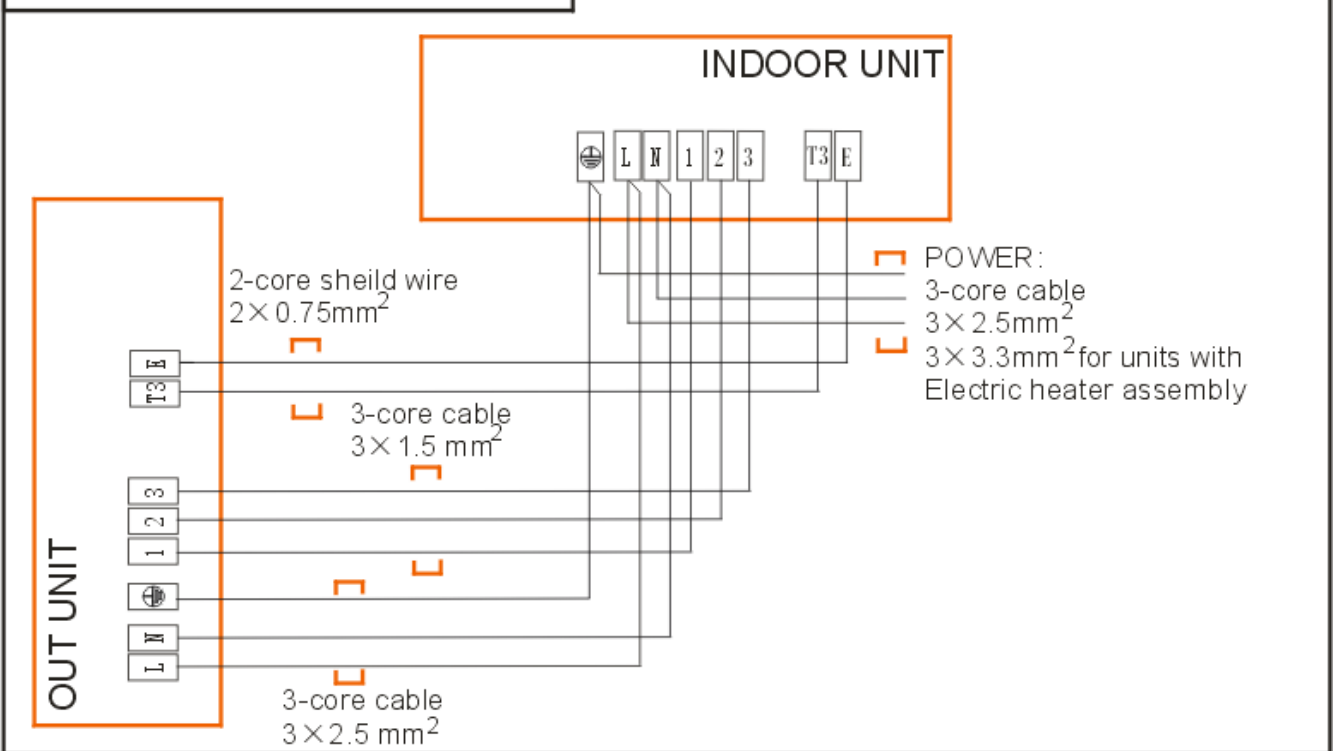 INDOOR UNIT
L N 1 2 3 T3 E
POWER:
3-core cable
3×2.5mm²
3×3.3mm² for units with
Electric heater assembly
2-core sheild wire
2×0.75mm²
E
T3
3-core cable
3×1.5 mm²
3
2
1
N
L
OUT UNIT
3-core cable
3×2.5 mm²